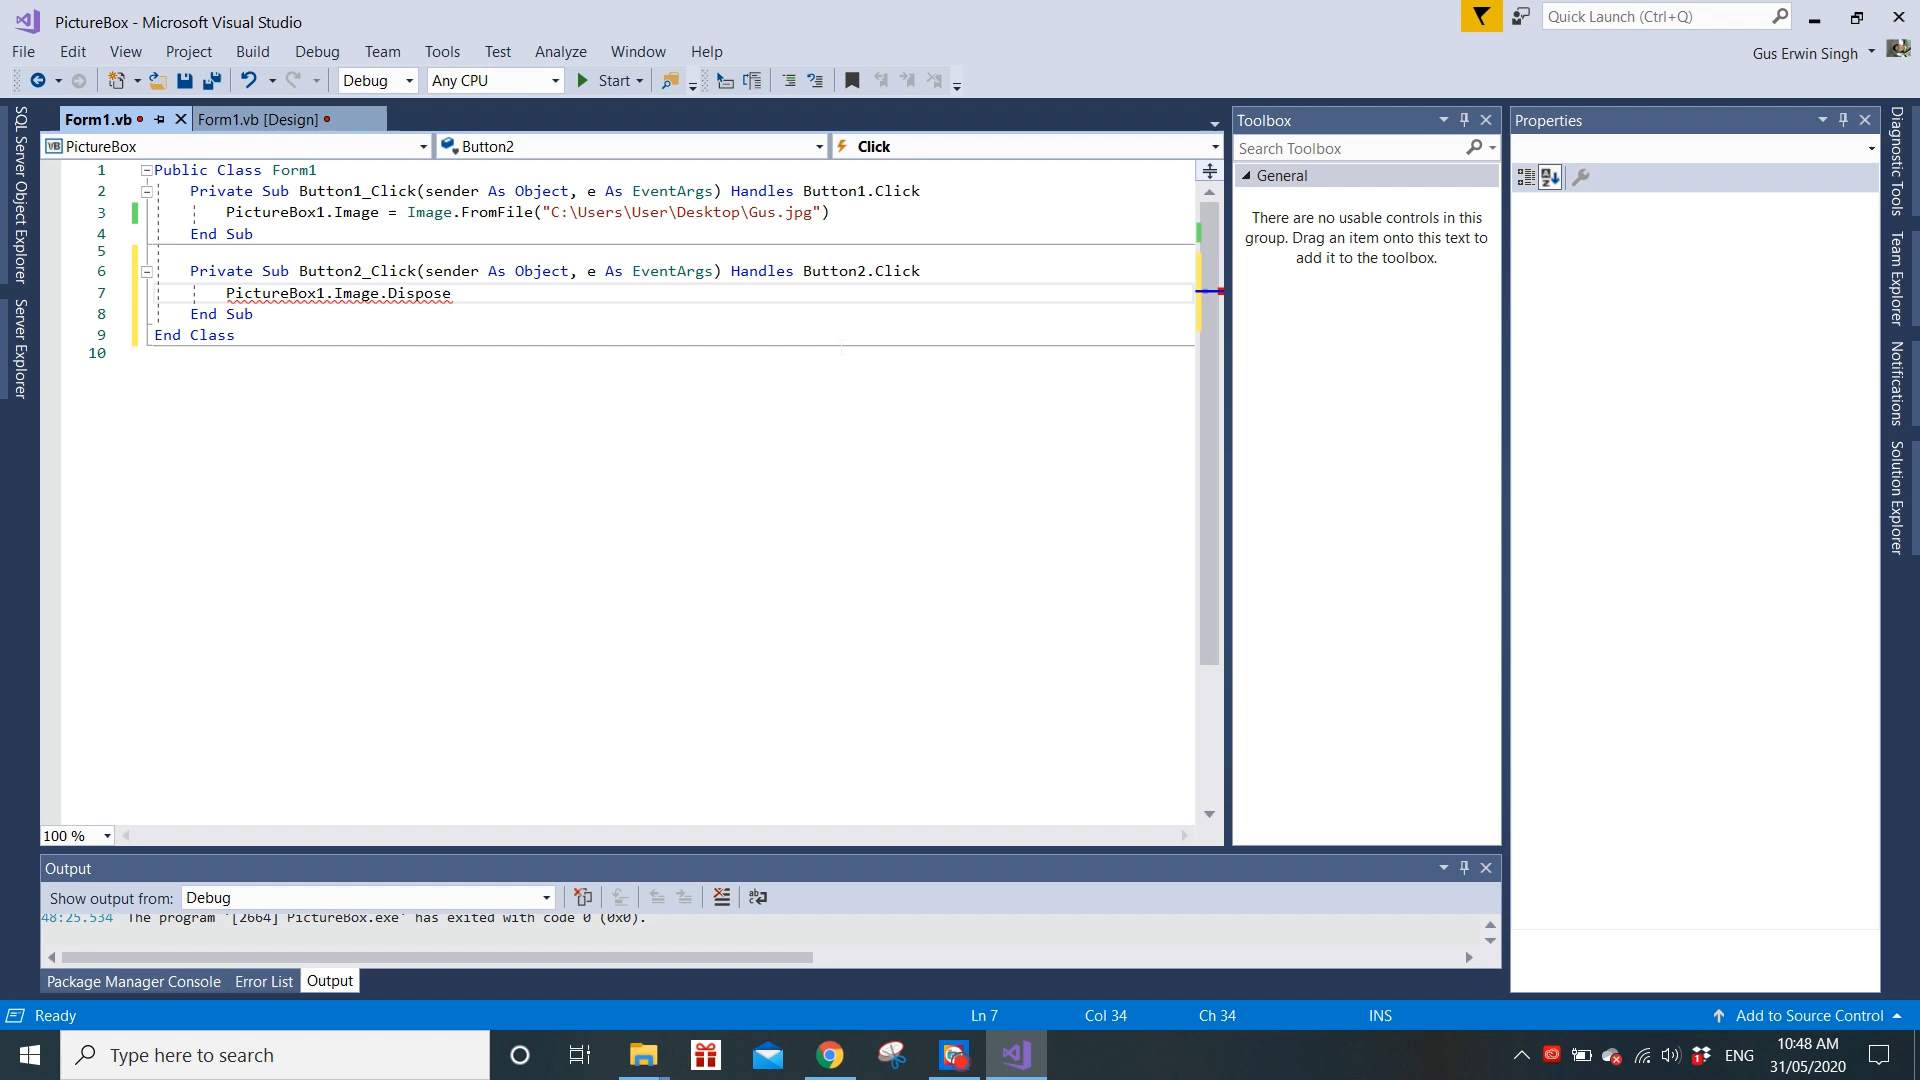 PictureBox - Microsoft Visual Studio
Quick Launch (Ctrl+Q)
File Edit View Project Build Debug Team Tools Test Analyze Window Help
Gus Erwin Singh
Debug Any CPU Start
Form1.vb Form1.vb [Design]
Toolbox
Properties
PictureBox Button2 Click
Search Toolbox
General
There are no usable controls in this
group. Drag an item onto this text to
add it to the toolbox.
1 Public Class Form1
2 Private Sub Button1_Click(sender As Object, e As EventArgs) Handles Button1.Click
3 PictureBox1.Image = Image.FromFile("C:\Users\User\Desktop\Gus.jpg")
4 End Sub
5
6 Private Sub Button2_Click(sender As Object, e As EventArgs) Handles Button2.Click
7 PictureBox1.Image.Dispose
8 End Sub
9 End Class
10
SQL Server Object Explorer
Server Explorer
Diagnostic Tools
Team Explorer
Notifications
Solution Explorer
100 %
Output
Show output from: Debug
48:25.534 The program '[2664] PictureBox.exe' has exited with code 0 (0x0).
Package Manager Console Error List Output
Ready Ln 7 Col 34 Ch 34 INS Add to Source Control
Type here to search
ENG
10:48 AM
31/05/2020